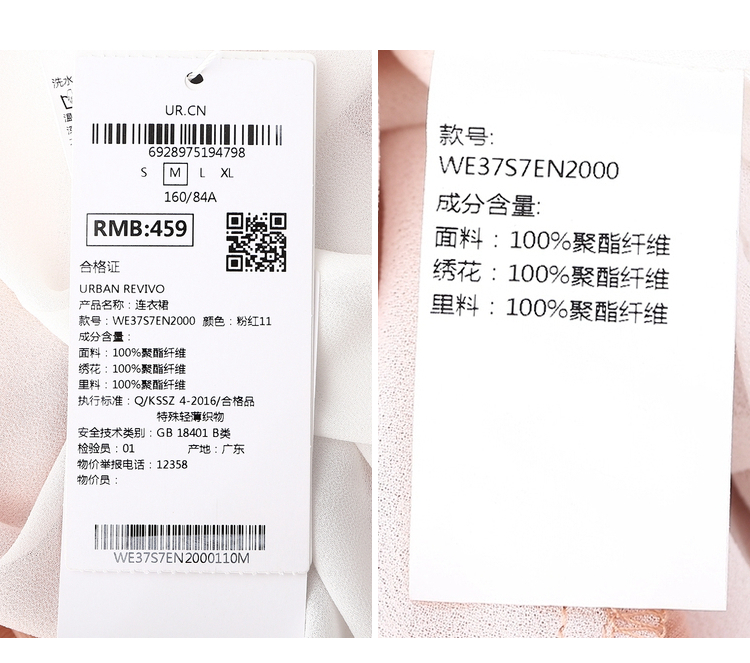 洗水
UR.CN
6928975194798
S M L XL
160/84A
RMB:459
合格证
URBAN REVIVO
产品名称：连衣裙
款号：WE37S7EN2000 颜色：粉红11
成分含量：
面料：100%聚酯纤维
绣花：100%聚酯纤维
里料：100%聚酯纤维
执行标准：Q/KSSZ 4-2016/合格品
特殊轻薄织物
安全技术类别：GB 18401 B类
检验员：01 产地：广东
物价举报电话：12358
物价员：
WE37S7EN2000110M
款号:
WE37S7EN2000
成分含量:
面料：100%聚酯纤维
绣花：100%聚酯纤维
里料：100%聚酯纤维